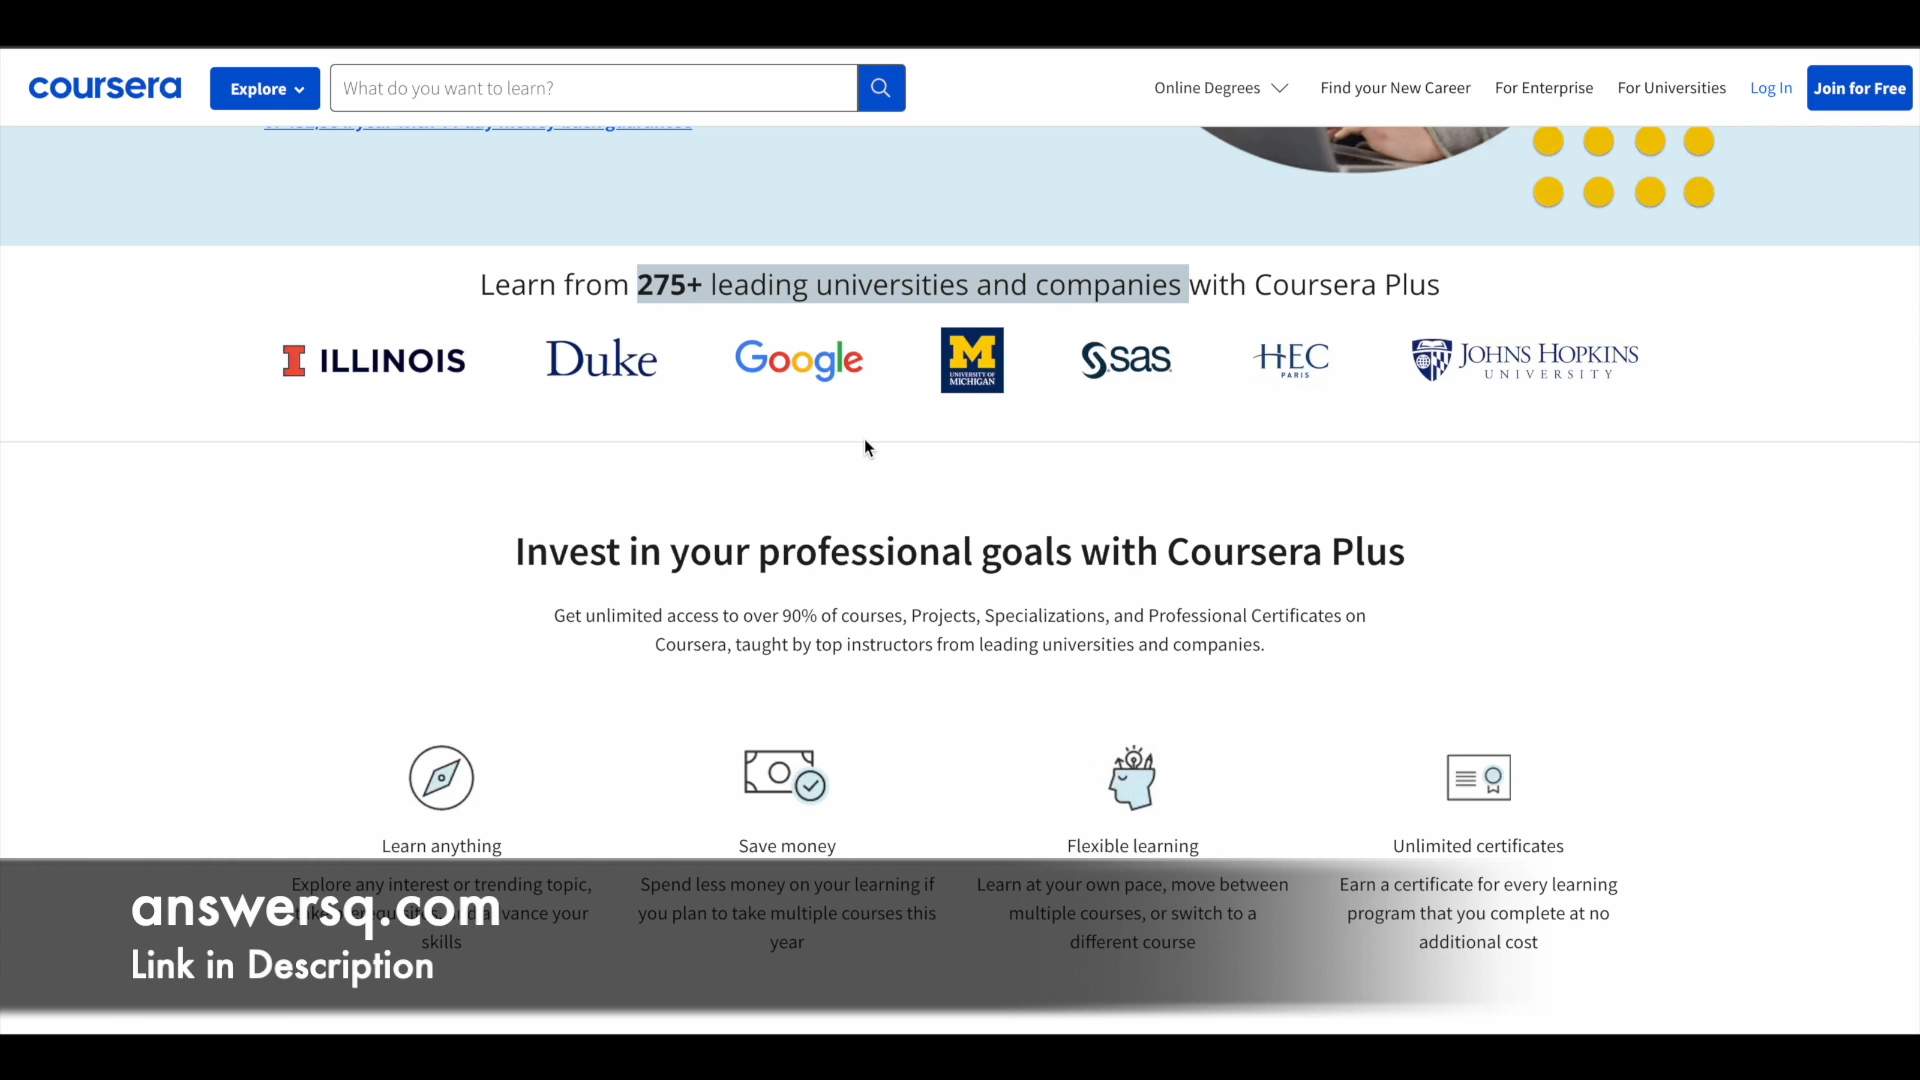 coursera
Explore
What do you want to learn?
Online Degrees
Find your New Career
For Enterprise
For Universities
Log In
Join for Free
Learn from 275+ leading universities and companies with Coursera Plus
ILLINOIS
Duke
Google
M
UNIVERSITY OF
MICHIGAN
sas
HEC
PARIS
JOHNS HOPKINS
UNIVERSITY
Invest in your professional goals with Coursera Plus
Get unlimited access to over 90% of courses, Projects, Specializations, and Professional Certificates on
Coursera, taught by top instructors from leading universities and companies.
Learn anything
Explore any interest or trending topic,
advance your
skills
Save money
Spend less money on your learning if
you plan to take multiple courses this
year
Flexible learning
Learn at your own pace, move between
multiple courses, or switch to a
different course
Unlimited certificates
Earn a certificate for every learning
program that you complete at no
additional cost
answersq.com
Link in Description